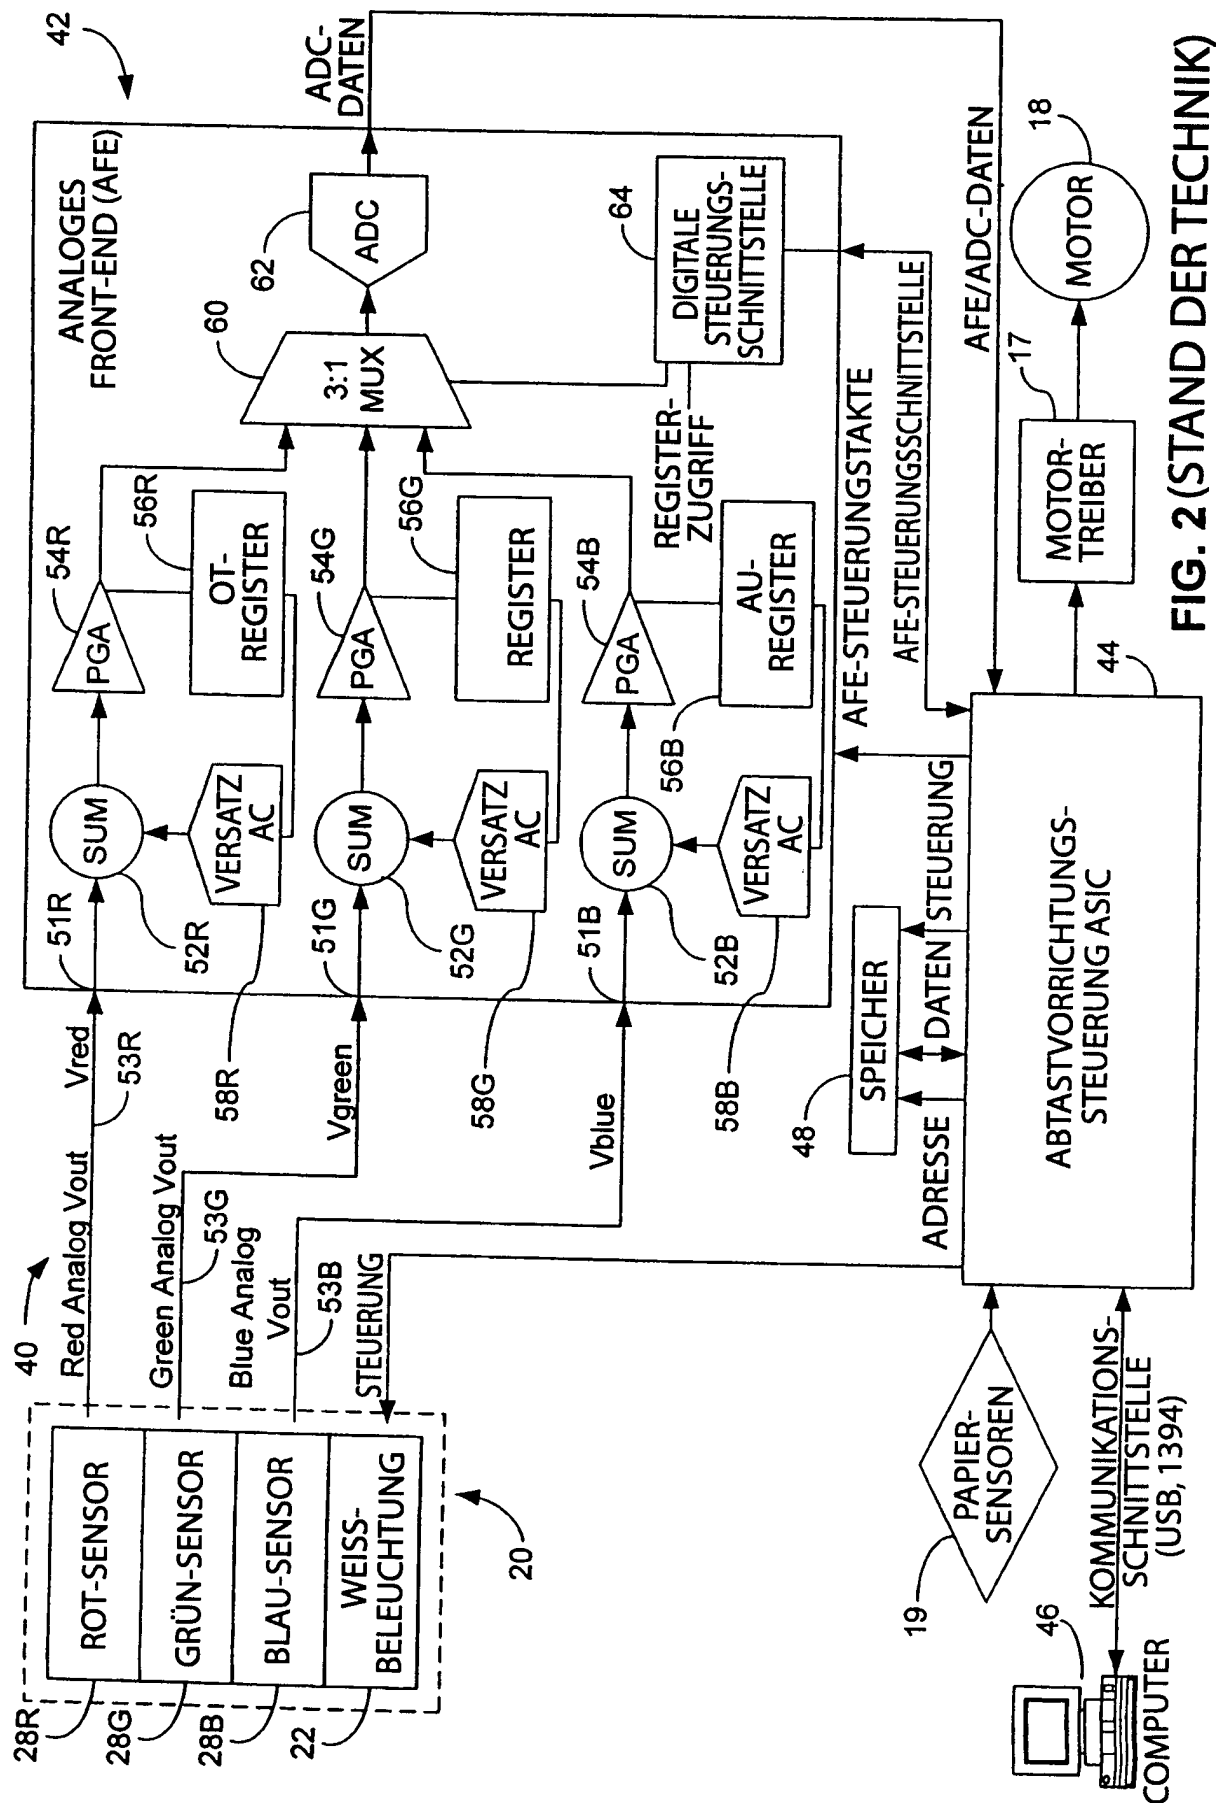 40
42
20
28R
28G
28B
22
ROT-SENSOR
GRÜN-SENSOR
BLAU-SENSOR
WEISS-
BELEUCHTUNG
Red Analog Vout
Vred
53R
Green Analog Vout
53G
Vgreen
Blue Analog
Vout
53B
Vblue
STEUERUNG
ANALOGES
FRONT-END (AFE)
51R
SUM
52R
PGA
54R
56R
OT-
REGISTER
VERSATZ
AC
58R
51G
SUM
52G
PGA
54G
56G
REGISTER
VERSATZ
AC
58G
51B
SUM
52B
PGA
54B
56B
AU-
REGISTER
VERSATZ
AC
58B
60
3:1
MUX
62
ADC
ADC-
DATEN
64
DIGITALE
STEUERUNGS-
SCHNITTSTELLE
REGISTER-
ZUGRIFF
AFE-STEUERUNGSTAKTE
AFE-STEUERUNGSSCHNITTSTELLE
AFE/ADC-DATEN
48
SPEICHER
ADRESSE
DATEN
STEUERUNG
ABTASTVORRICHTUNGS-
STEUERUNG ASIC
44
19
PAPIER-
SENSOREN
KOMMUNIKATIONS-
SCHNITTSTELLE
(USB, 1394)
46
COMPUTER
17
MOTOR-
TREIBER
18
MOTOR
FIG. 2 (STAND DER TECHNIK)